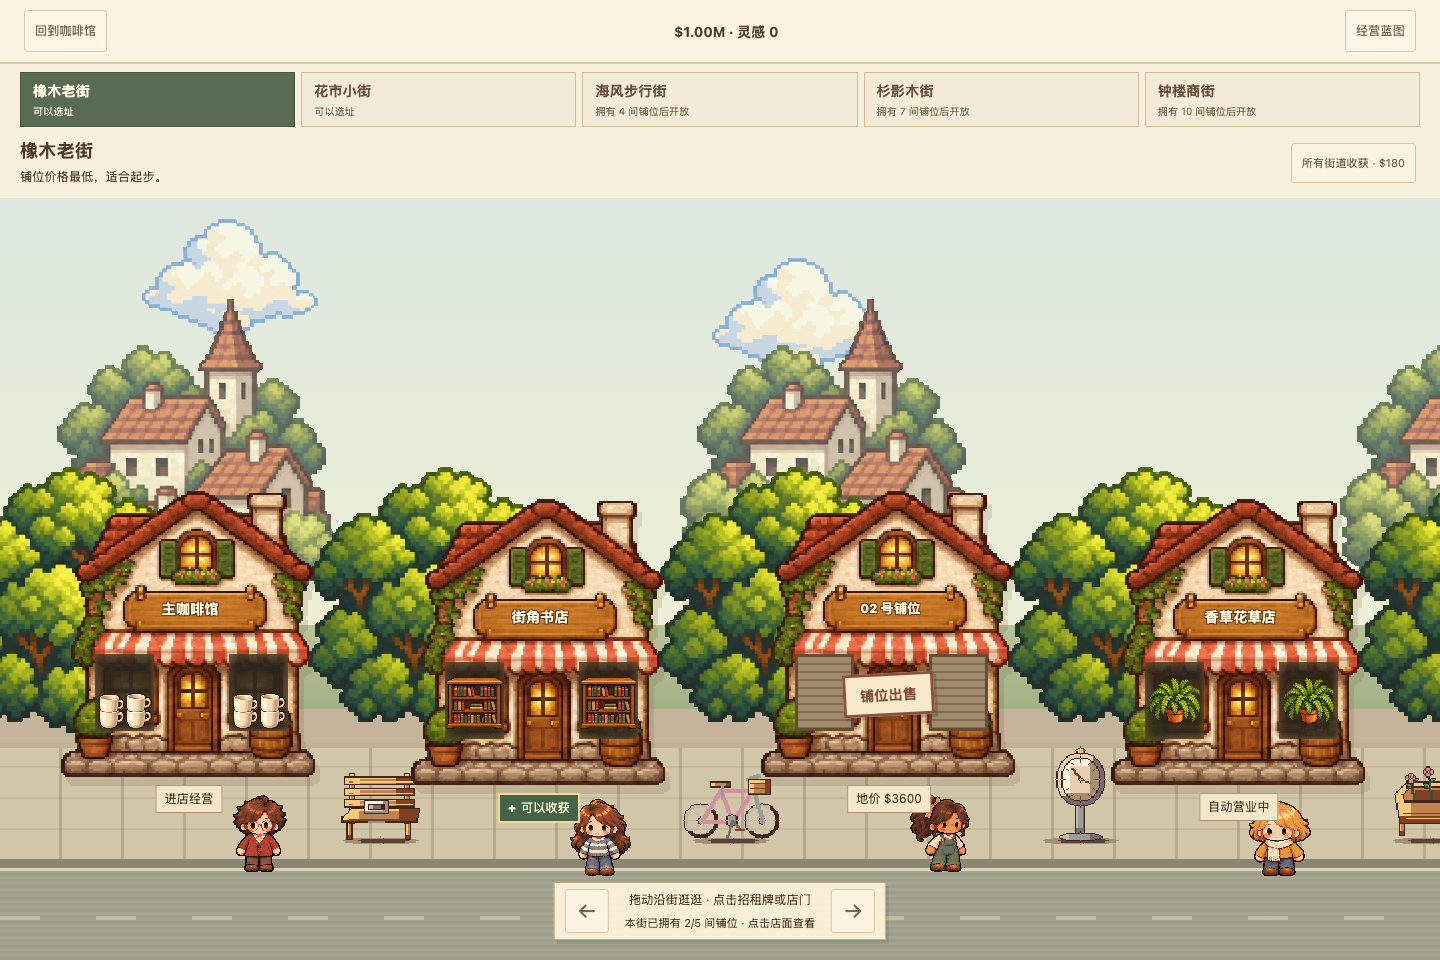 回到咖啡馆
$1.00M · 灵感 0
经营蓝图
橡木老街
可以选址
花市小街
可以选址
海风步行街
拥有 4 间铺位后开放
杉影木街
拥有 7 间铺位后开放
钟楼商街
拥有 10 间铺位后开放
橡木老街
铺位价格最低，适合起步。
所有街道收获 · $180
主咖啡馆
街角书店
02 号铺位
香草花草店
铺位出售
进店经营
+ 可以收获
地价 $3600
自动营业中
← 拖动沿街逛逛 · 点击招租牌或店门 →
本街已拥有 2/5 间铺位 · 点击店面查看